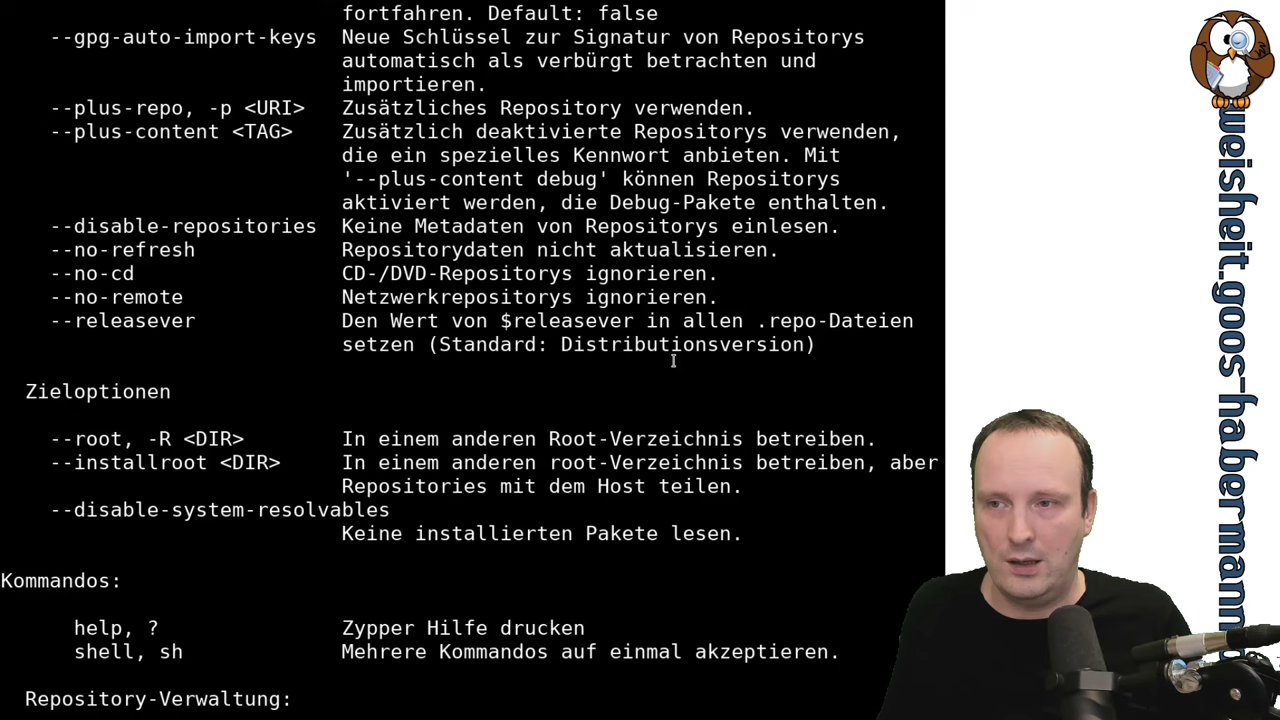 fortfahren. Default: false
--gpg-auto-import-keys Neue Schlüssel zur Signatur von Repositorys
automatisch als verbürgt betrachten und
importieren.
--plus-repo, -p <URI> Zusätzliches Repository verwenden.
--plus-content <TAG> Zusätzlich deaktivierte Repositorys verwenden,
die ein spezielles Kennwort anbieten. Mit
'--plus-content debug' können Repositorys
aktiviert werden, die Debug-Pakete enthalten.
--disable-repositories Keine Metadaten von Repositorys einlesen.
--no-refresh Repositorydaten nicht aktualisieren.
--no-cd CD-/DVD-Repositorys ignorieren.
--no-remote Netzwerkrepositorys ignorieren.
--releasever Den Wert von $releasever in allen .repo-Dateien
setzen (Standard: Distributionsversion)
Zieloptionen
--root, -R <DIR> In einem anderen Root-Verzeichnis betreiben.
--installroot <DIR> In einem anderen root-Verzeichnis betreiben, aber
Repositories mit dem Host teilen.
--disable-system-resolvables
Keine installierten Pakete lesen.
Kommandos:
help, ? Zypper Hilfe drucken
shell, sh Mehrere Kommandos auf einmal akzeptieren.
Repository-Verwaltung:
weisheit.goos-habermann